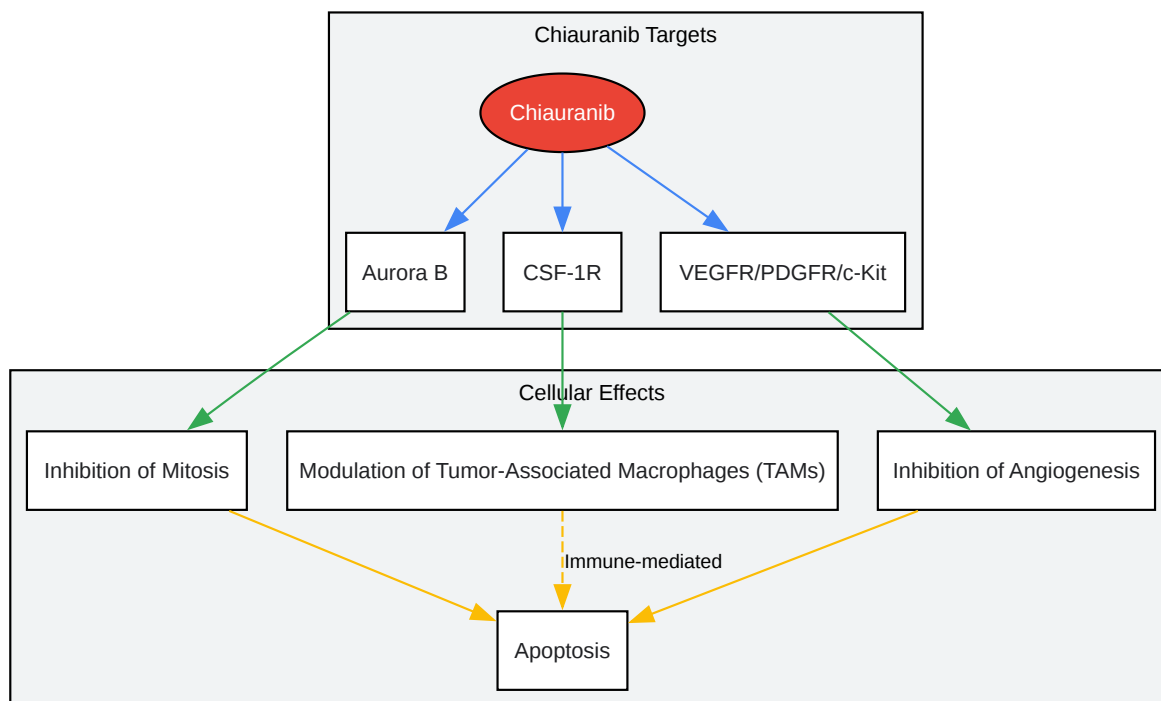 Chiauranib Targets
Chiauranib
Aurora B
CSF-1R
VEGFR/PDGFR/c-Kit
Cellular Effects
Inhibition of Mitosis
Modulation of Tumor-Associated Macrophages (TAMs)
Inhibition of Angiogenesis
Immune-mediated
Apoptosis